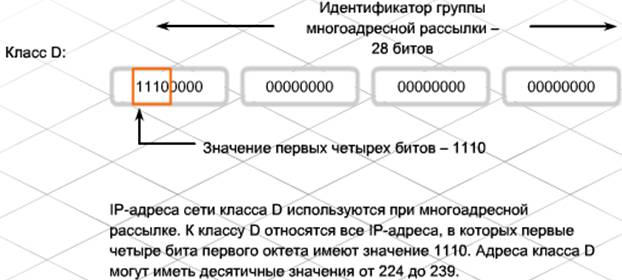 Идентификатор группы
многоадресной рассылки –
28 битов
Класс D:
11100000 00000000 00000000 00000000
Значение первых четырех битов – 1110
IP-адреса сети класса D используются при многоадресной
рассылке. К классу D относятся все IP-адреса, в которых первые
четыре бита первого октета имеют значение 1110. Адреса класса D
могут иметь десятичные значения от 224 до 239.